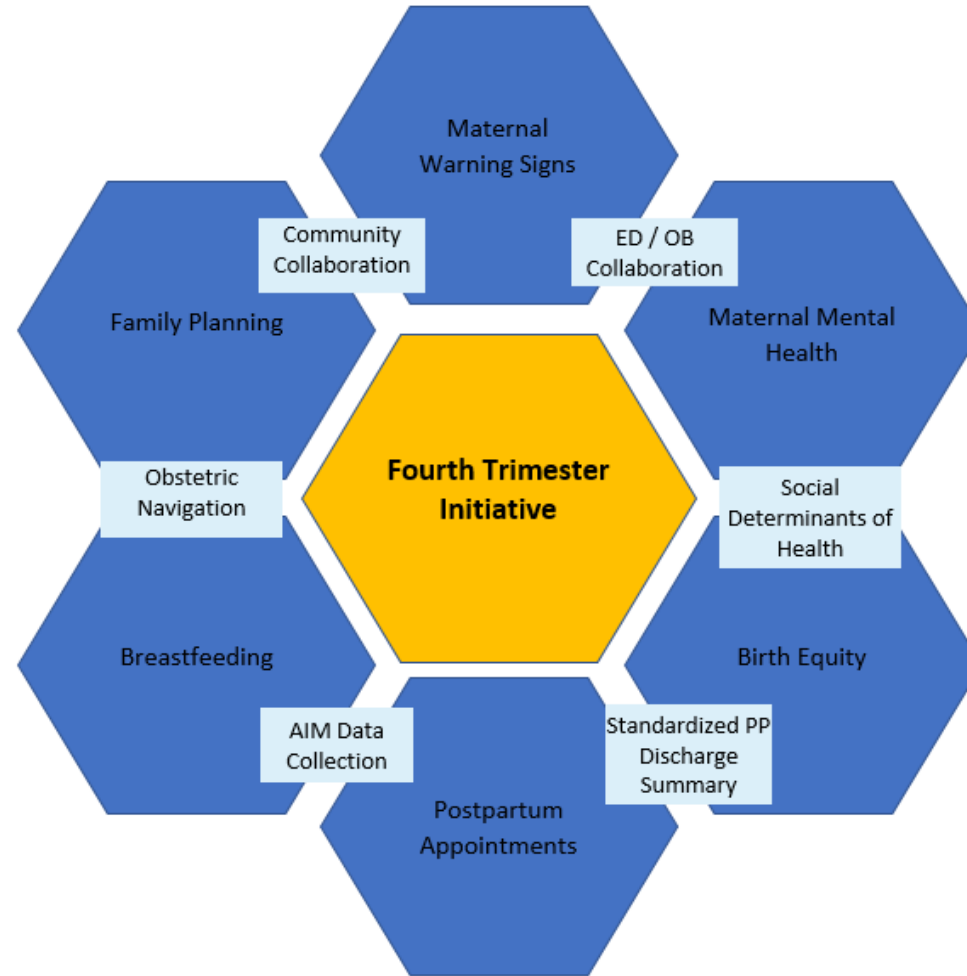 Maternal
Warning Signs
Community
Collaboration
ED / OB
Collaboration
Family Planning
Maternal Mental
Health
Fourth Trimester
Initiative
Obstetric
Navigation
Social
Determinants of
Health
Breastfeeding
Birth Equity
AIM Data
Collection
Standardized PP
Discharge
Summary
Postpartum
Appointments